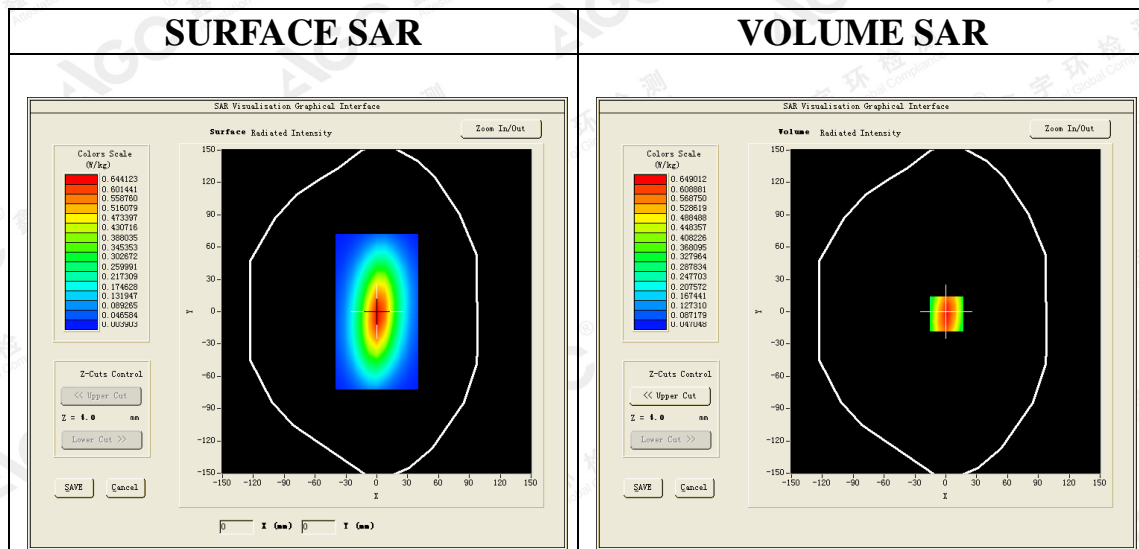 SURFACE SAR
VOLUME SAR
SAR Visualisation Graphical Interface
Surface Radiated Intensity
Zoom In/Out
Colors Scale
(W/kg)
0.644123
0.601441
0.558760
0.516079
0.473397
0.430716
0.388035
0.345353
0.302672
0.259991
0.217309
0.174628
0.131947
0.089265
0.046584
0.003903
Z-Cuts Control
<< Upper Cut
Z = 4.0 mm
Lower Cut >>
SAVE
Cancel
150
120
90
60
30
0
-30
-60
-90
-120
-150
Y
-150 -120 -90 -60 -30 0 30 60 90 120 150
X
0 X (mm) 0 Y (mm)
SAR Visualisation Graphical Interface
Volume Radiated Intensity
Zoom In/Out
Colors Scale
(W/kg)
0.649012
0.608881
0.568750
0.528619
0.488488
0.448357
0.408226
0.368095
0.327964
0.287834
0.247703
0.207572
0.167441
0.127310
0.087179
0.047048
Z-Cuts Control
<< Upper Cut
Z = 4.0 mm
Lower Cut >>
SAVE
Cancel
150
120
90
60
30
0
-30
-60
-90
-120
-150
Y
-150 -120 -90 -60 -30 0 30 60 90 120 150
X